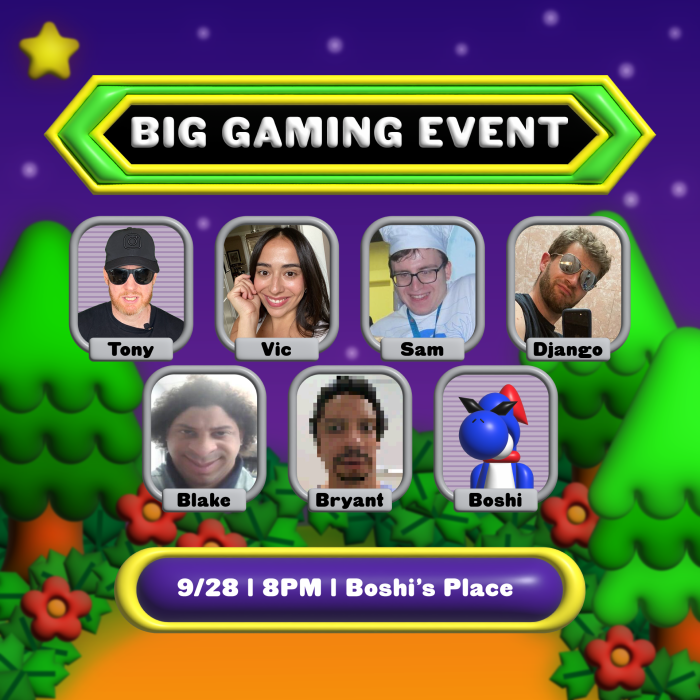 BIG GAMING EVENT
Tony
Vic
Sam
Django
Blake
Bryant
Boshi
9/28 | 8PM | Boshi's Place